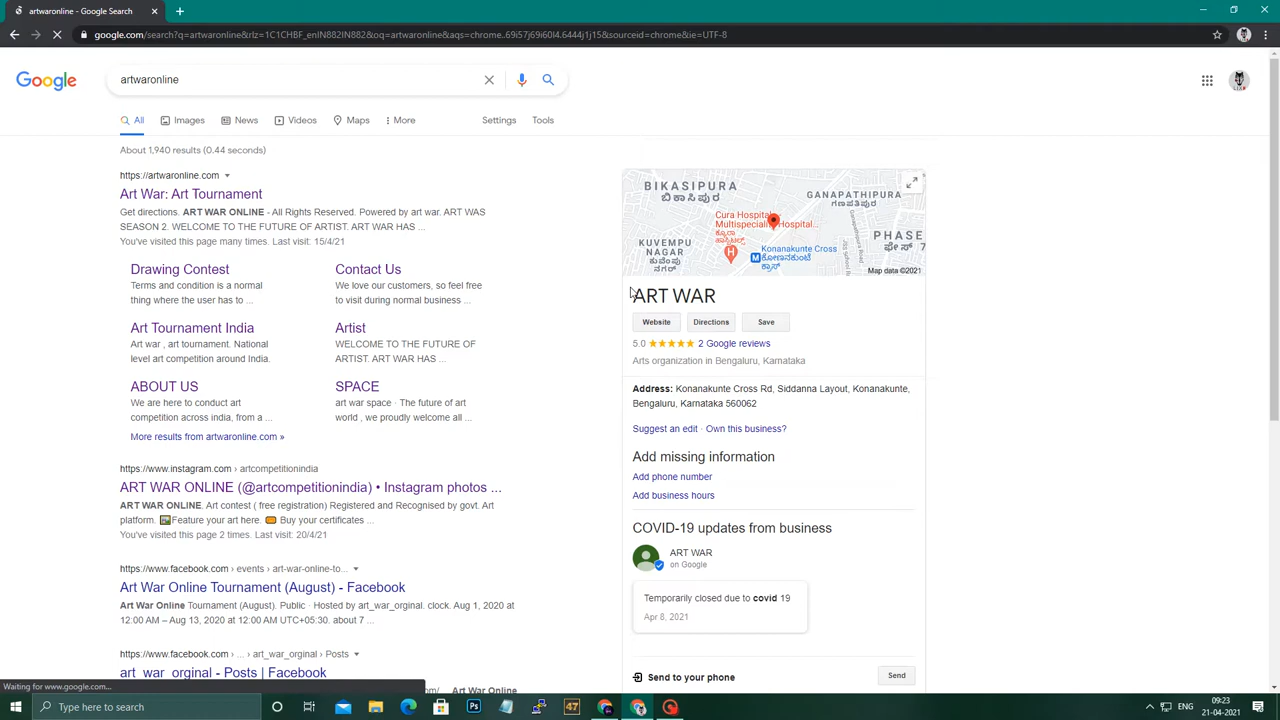 artwaronline
google.com/search?q=artwaronline&rlz=1C1CHBF_enIN882IN882&oq=artwaronline&aqs=chrome..69i57j69i60l4.6444j1j15&sourceid=chrome&ie=UTF-8
Google
artwaronline
All Images News Videos Maps More Settings Tools
About 1,940 results (0.44 seconds)
https://artwaronline.com
Art War: Art Tournament
Get directions. ART WAR ONLINE - All Rights Reserved. Powered by art war. ART WAS
SEASON 2. WELCOME TO THE FUTURE OF ARTIST. ART WAR HAS ...
You've visited this page many times. Last visit: 15/4/21
Drawing Contest
Terms and condition is a normal
thing where the user has to ...
Contact Us
We love our customers, so feel free
to visit during normal business ...
Art Tournament India
Art war , art tournament. National
level art competition around India.
Artist
WELCOME TO THE FUTURE OF
ARTIST. ART WAR HAS ...
ABOUT US
We are here to conduct art
competition across india, from a ...
SPACE
art war space · The future of art
world , we proudly welcome all ...
More results from artwaronline.com »
https://www.instagram.com › artcompetitionindia
ART WAR ONLINE (@artcompetitionindia) • Instagram photos ...
ART WAR ONLINE. Art contest ( free registration) Registered and Recognised by govt. Art
platform. 🖼Feature your art here. 🎟 Buy your certificates ...
You've visited this page 2 times. Last visit: 20/4/21
https://www.facebook.com › events › art-war-online-to...
Art War Online Tournament (August) - Facebook
Art War Online Tournament (August). Public · Hosted by art_war_orginal. clock. Aug 1, 2020 at
12:00 AM – Aug 13, 2020 at 12:00 AM UTC+05:30. about 7 ...
https://www.facebook.com › ... › art_war_orginal › Posts
art_war_orginal - Posts | Facebook
Art War Online
BIKASIPURA
ಬಿಕಾಸಿಪುರ
GANAPATHIPURA
ಗಣಪತಿಪುರ
Cura Hospital
Multispeciality Hospital...
ಕ್ಯೂರಾ
ಹಾಸ್ಪಿಟಲ್...
KUVEMPU
NAGAR
ಕುವೆಂಪು
ನಗರ
PHASE
ಫೇಸ್ 7
Konanakunte Cross
ಕೋಣನಕುಂಟೆ
ಕ್ರಾಸ್
Map data ©2021
ART WAR
Website Directions Save
5.0 2 Google reviews
Arts organization in Bengaluru, Karnataka
Address: Konanakunte Cross Rd, Siddanna Layout, Konanakunte,
Bengaluru, Karnataka 560062
Suggest an edit · Own this business?
Add missing information
Add phone number
Add business hours
COVID-19 updates from business
ART WAR
on Google
Temporarily closed due to covid 19
Apr 8, 2021
Send to your phone Send
Waiting for www.google.com...
Type here to search
Ps
47
ENG
09:23
21-04-2021